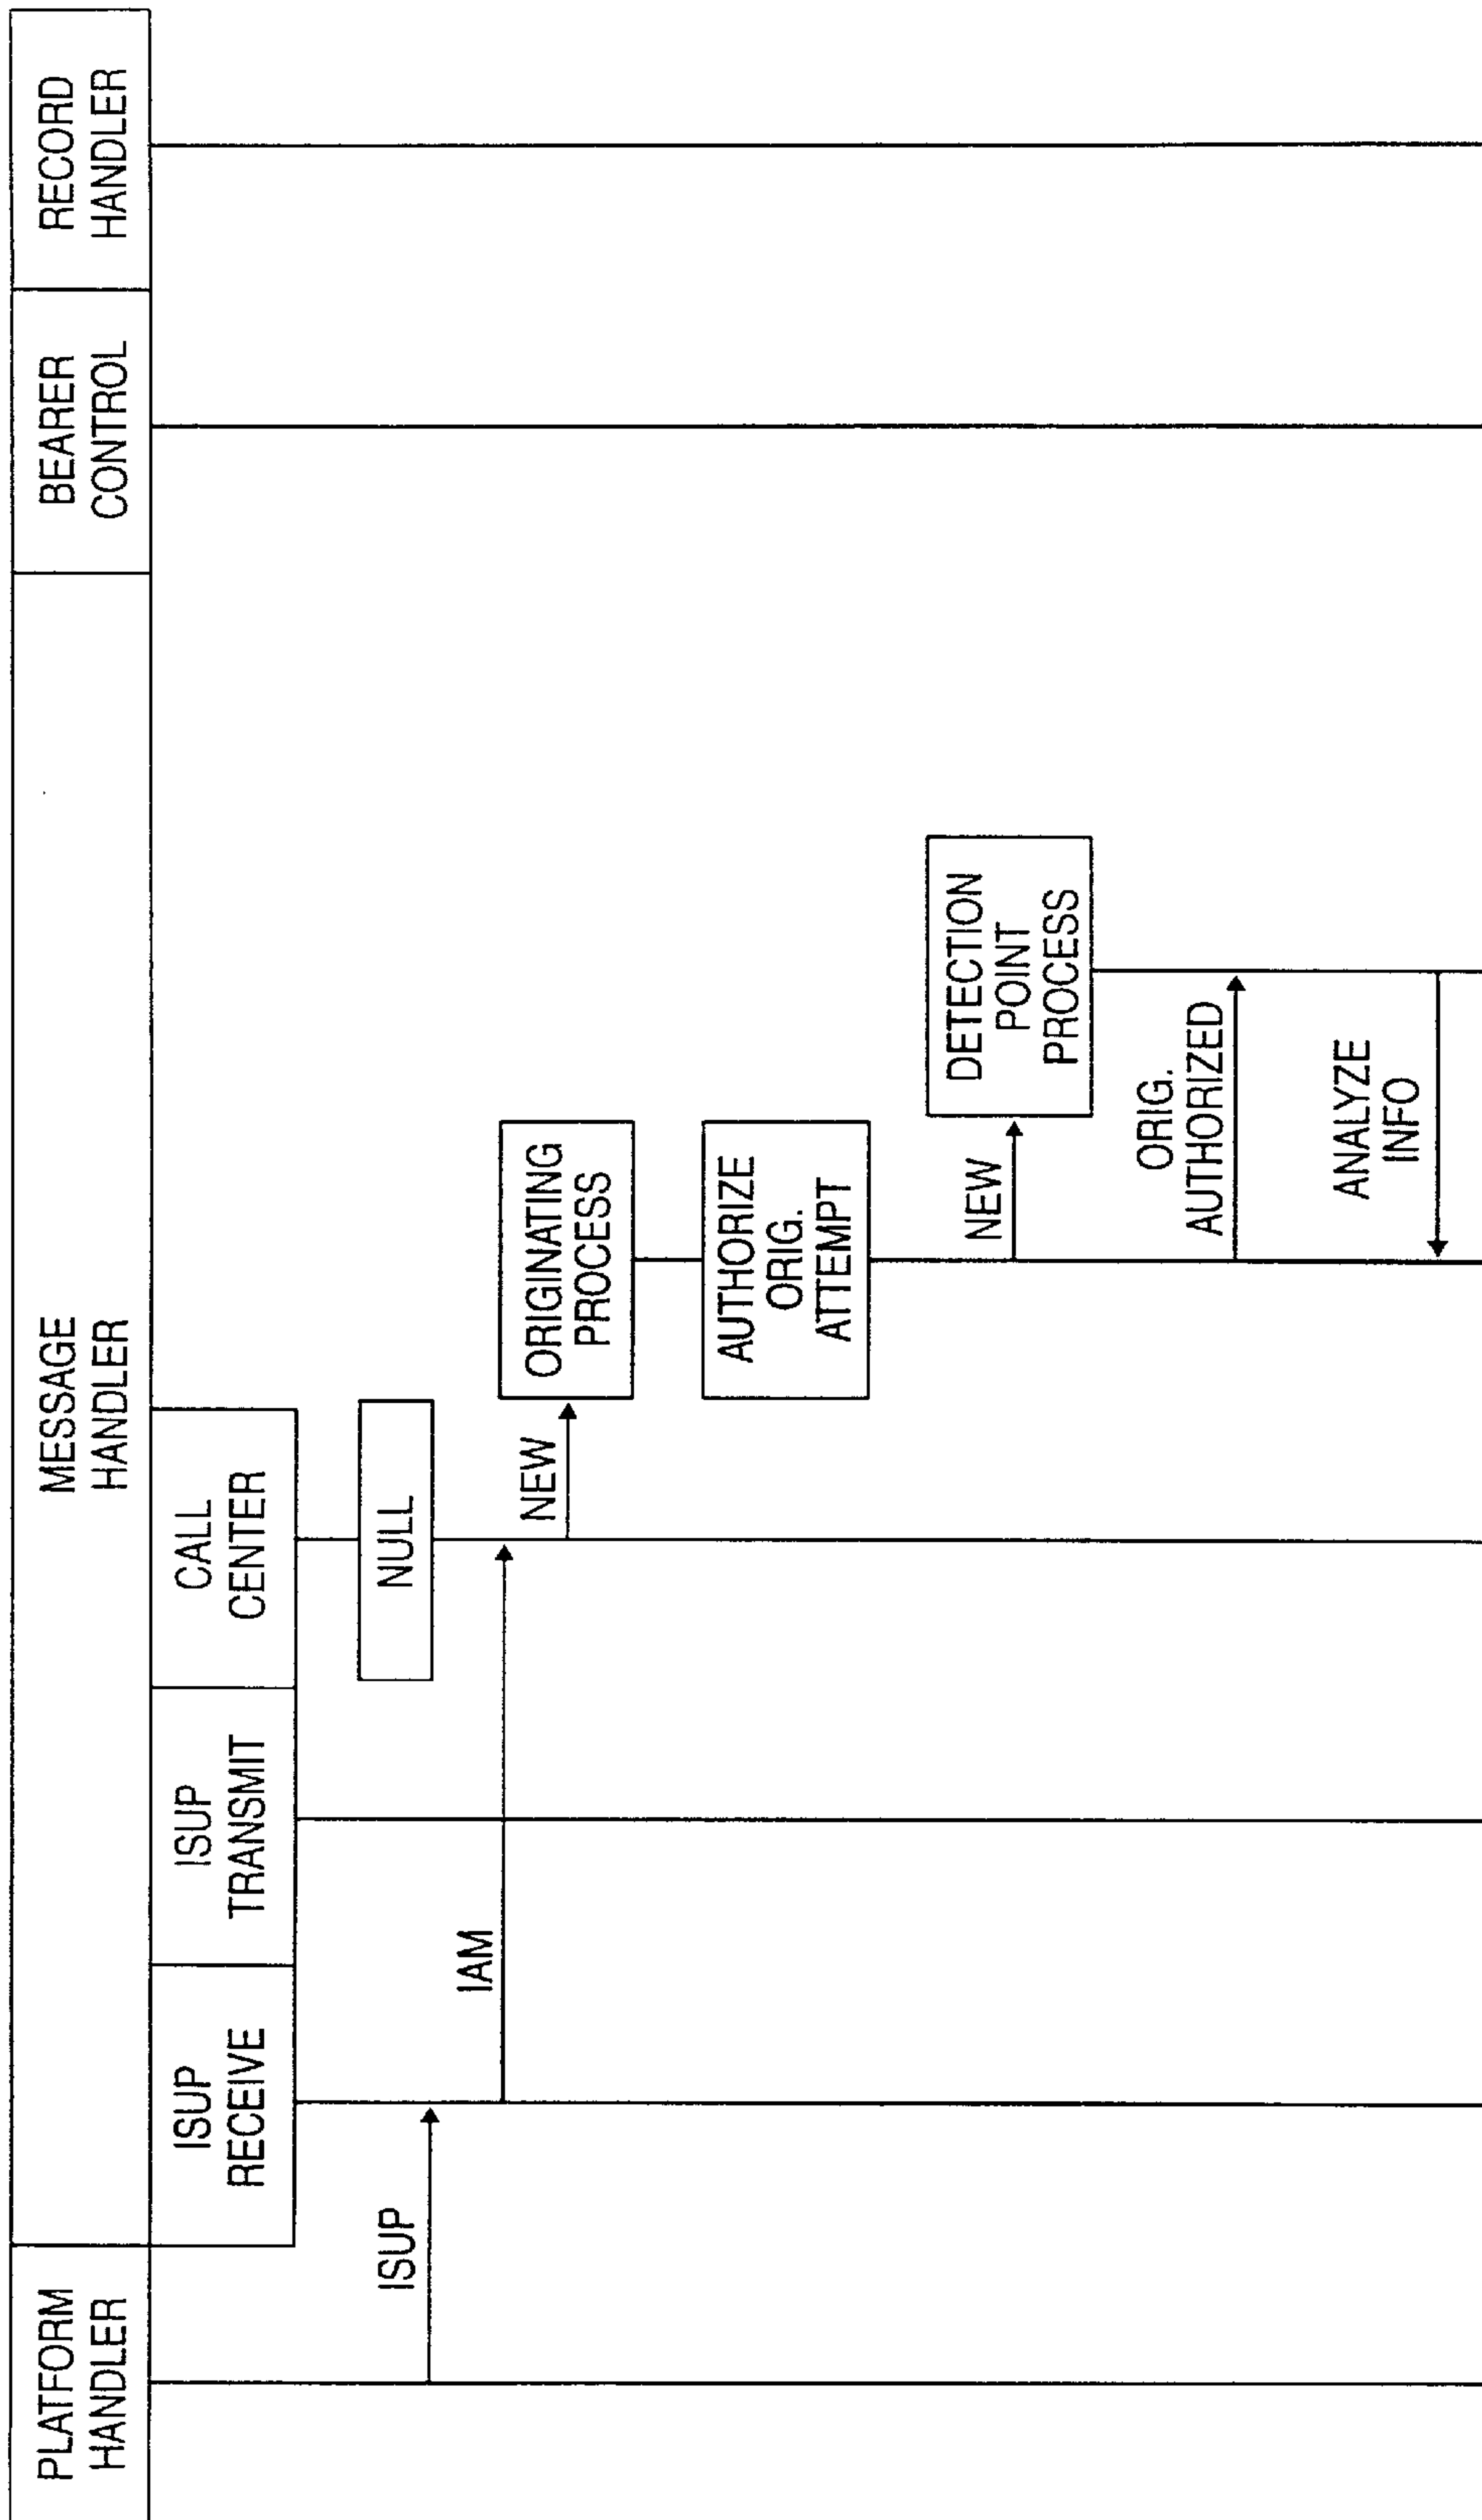 PLATFORM
HANDLER
MESSAGE
HANDLER
BEARER
CONTROL
RECORD
HANDLER
ISUP
RECEIVE
ISUP
TRANSMIT
CALL
CENTER
ISUP
NULL
IAM
NEW
ORIGINATING
PROCESS
AUTHORIZE
ORIG.
ATTEMPT
NEW
DETECTION
POINT
PROCESS
ORIG.
AUTHORIZED
ANALYZE
INFO